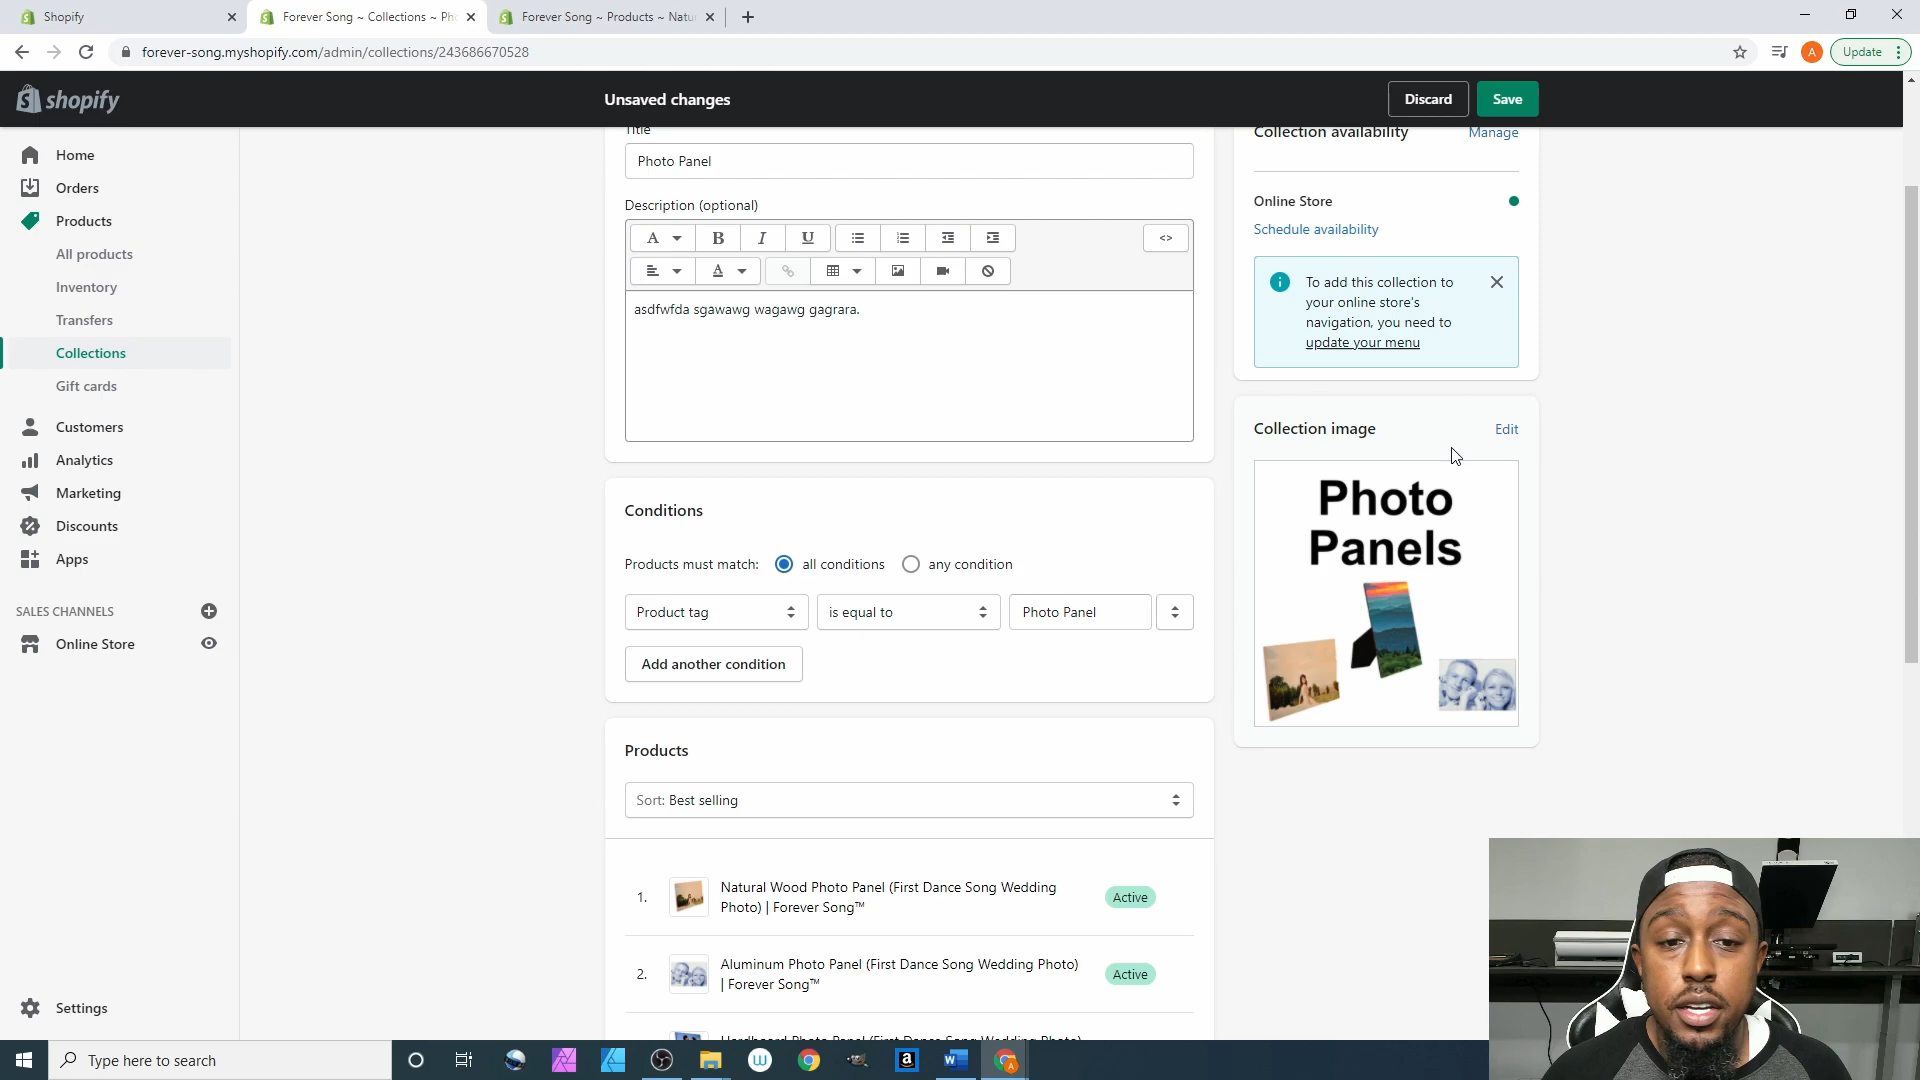 Shopify
Forever Song ~ Collections ~ Pho
Forever Song ~ Products ~ Natu
forever-song.myshopify.com/admin/collections/243686670528
A
Update
shopify
Unsaved changes
Discard
Save
Home
Orders
Products
All products
Inventory
Transfers
Collections
Gift cards
Customers
Analytics
Marketing
Discounts
Apps
SALES CHANNELS
Online Store
Settings
Title
Photo Panel
Description (optional)
A
B
I
U
<>
A
asdfwfda sgawawg wagawg gagrara.
Conditions
Products must match:
all conditions
any condition
Product tag
is equal to
Photo Panel
Add another condition
Products
Sort: Best selling
1.
Natural Wood Photo Panel (First Dance Song Wedding
Photo) | Forever Song™
Active
2.
Aluminum Photo Panel (First Dance Song Wedding Photo)
| Forever Song™
Active
Hardboard Photo Panel (First Dance Song Wedding Photo)
Collection availability
Manage
Online Store
Schedule availability
To add this collection to
your online store's
navigation, you need to
update your menu
Collection image
Edit
Photo
Panels
Type here to search